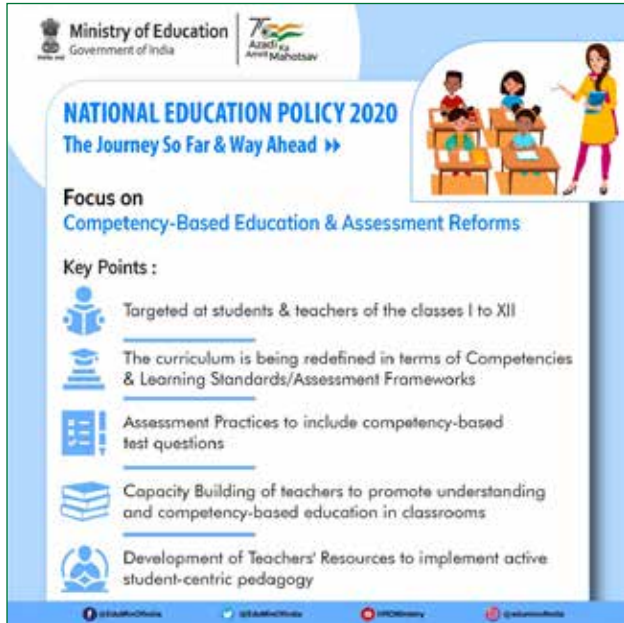 Ministry of Education
Government of India
Azadi Ka
Amrit Mahotsav
NATIONAL EDUCATION POLICY 2020
The Journey So Far & Way Ahead
Focus on
Competency-Based Education & Assessment Reforms
Key Points :
Targeted at students & teachers of the classes I to XII
The curriculum is being redefined in terms of Competencies
& Learning Standards/Assessment Frameworks
Assessment Practices to include competency-based
test questions
Capacity Building of teachers to promote understanding
and competency-based education in classrooms
Development of Teachers' Resources to implement active
student-centric pedagogy